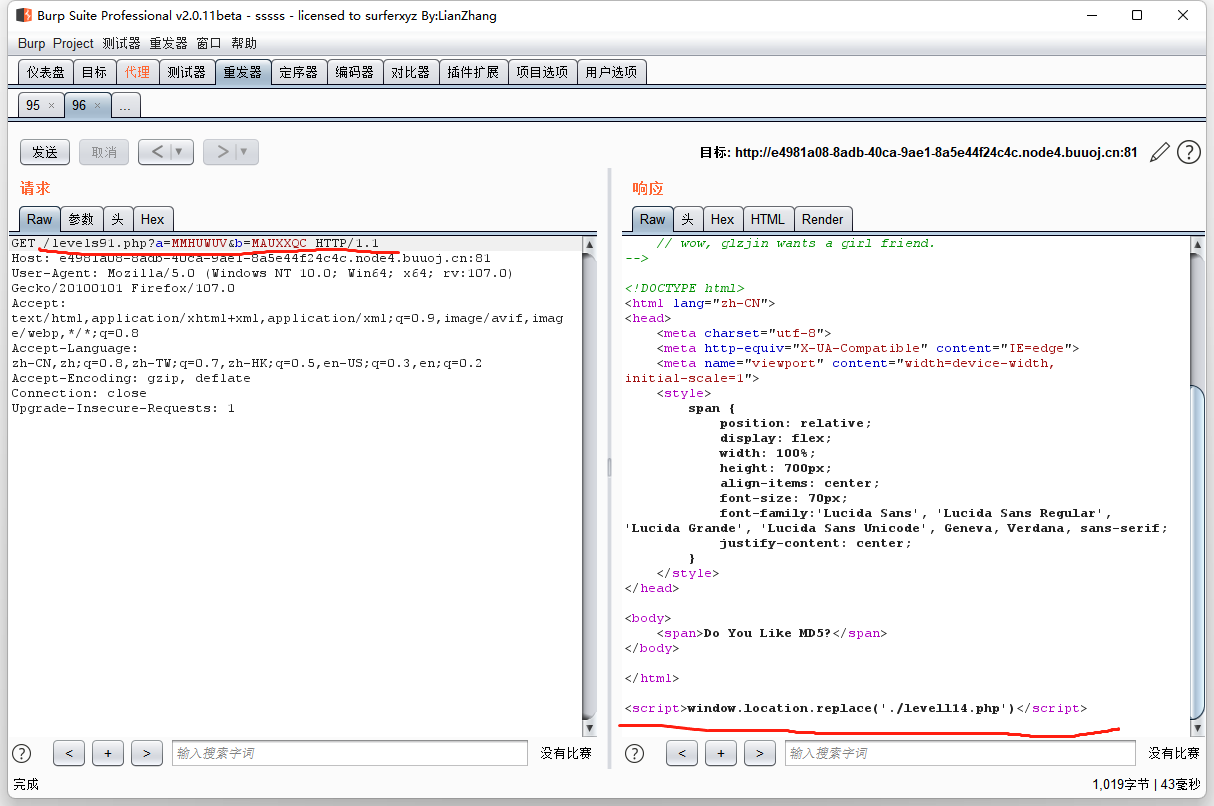 Burp Suite Professional v2.0.11beta - sssss - licensed to surferxyz By:LianZhang
Burp Project 测试器 重发器 窗口 帮助
仪表盘 目标 代理 测试器 重发器 定序器 编码器 对比器 插件扩展 项目选项 用户选项
95 × 96 × ...
发送 取消 < ▼ > ▼ 目标: http://e4981a08-8adb-40ca-9ae1-8a5e44f24c4c.node4.buuoj.cn:81 ?
请求
Raw 参数 头 Hex
GET /levels91.php?a=MMHUWUV&b=MAUXXQC HTTP/1.1
Host: e4981a08-8adb-40ca-9ae1-8a5e44f24c4c.node4.buuoj.cn:81
User-Agent: Mozilla/5.0 (Windows NT 10.0; Win64; x64; rv:107.0)
Gecko/20100101 Firefox/107.0
Accept:
text/html,application/xhtml+xml,application/xml;q=0.9,image/avif,imag
e/webp,*/*;q=0.8
Accept-Language:
zh-CN,zh;q=0.8,zh-TW;q=0.7,zh-HK;q=0.5,en-US;q=0.3,en;q=0.2
Accept-Encoding: gzip, deflate
Connection: close
Upgrade-Insecure-Requests: 1
? < + > 输入搜索字词 没有比赛
响应
Raw 头 Hex HTML Render
// wow, glzjin wants a girl friend.
-->
<!DOCTYPE html>
<html lang="zh-CN">
<head>
<meta charset="utf-8">
<meta http-equiv="X-UA-Compatible" content="IE=edge">
<meta name="viewport" content="width=device-width,
initial-scale=1">
<style>
span {
position: relative;
display: flex;
width: 100%;
height: 700px;
align-items: center;
font-size: 70px;
font-family:'Lucida Sans', 'Lucida Sans Regular',
'Lucida Grande', 'Lucida Sans Unicode', Geneva, Verdana, sans-serif;
justify-content: center;
}
</style>
</head>
<body>
<span>Do You Like MD5?</span>
</body>
</html>
<script>window.location.replace('./levell14.php')</script>
? < + > 输入搜索字词 没有比赛
完成 1,019字节 | 43毫秒